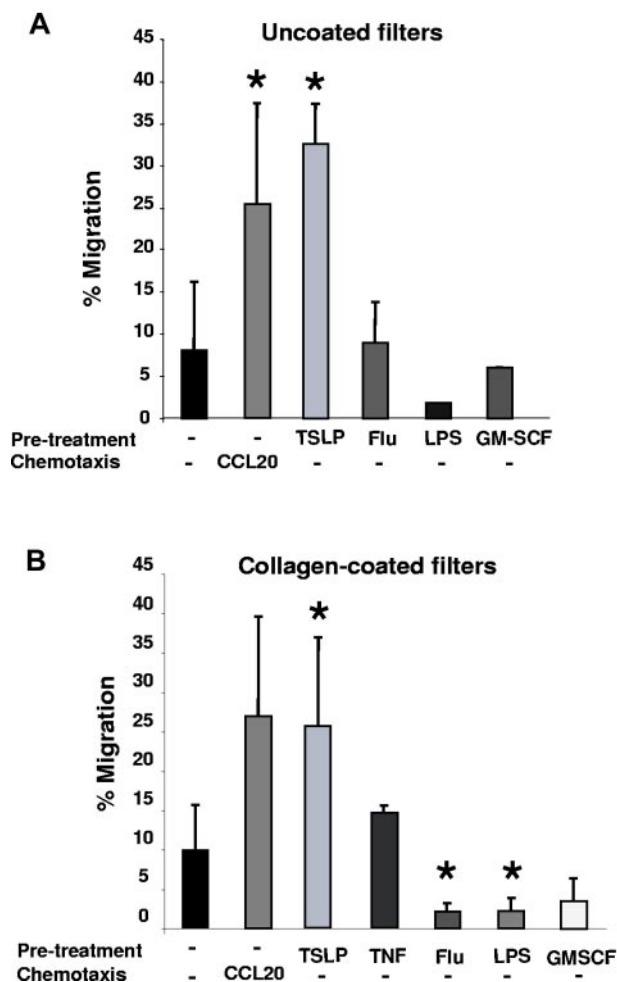 A
Uncoated filters
45
40
35
30
25
20
15
10
5
0
% Migration
Pre-treatment - - TSLP Flu LPS GM-SCF
Chemotaxis - CCL20 - - - -
B
Collagen-coated filters
45
40
35
30
25
20
15
10
5
0
% Migration
* * * * *
Pre-treatment - - TSLP TNF Flu LPS GMSCF
Chemotaxis - CCL20 - - - - -